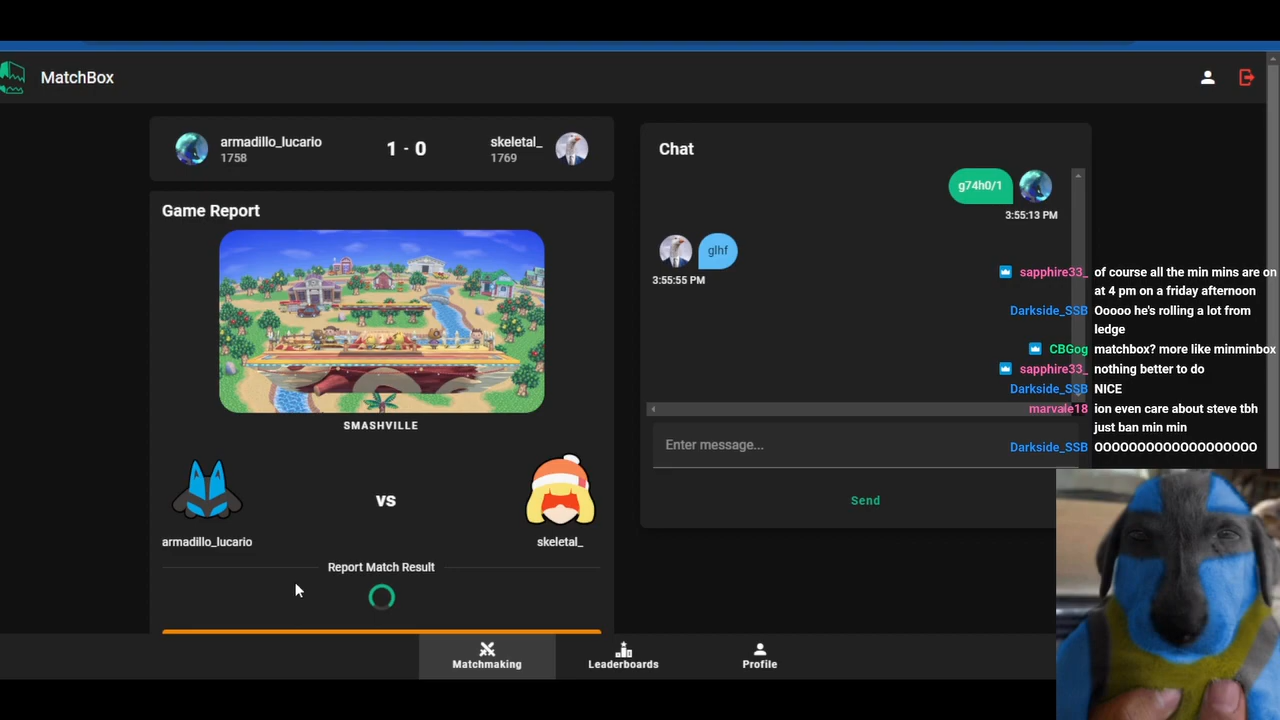 MatchBox
armadillo_lucario
1758
1 - 0
skeletal_
1769
Game Report
SMASHVILLE
armadillo_lucario
vs
skeletal_
Report Match Result
Chat
g74h0/1
3:55:13 PM
glhf
3:55:55 PM
Enter message...
Send
sapphire33_ of course all the min mins are on
at 4 pm on a friday afternoon
Darkside_SSB Ooooo he's rolling a lot from
ledge
CBGog matchbox? more like minminbox
sapphire33_ nothing better to do
Darkside_SSB NICE
marvale18 ion even care about steve tbh
just ban min min
Darkside_SSB OOOOOOOOOOOOOOOOOO
Matchmaking
Leaderboards
Profile